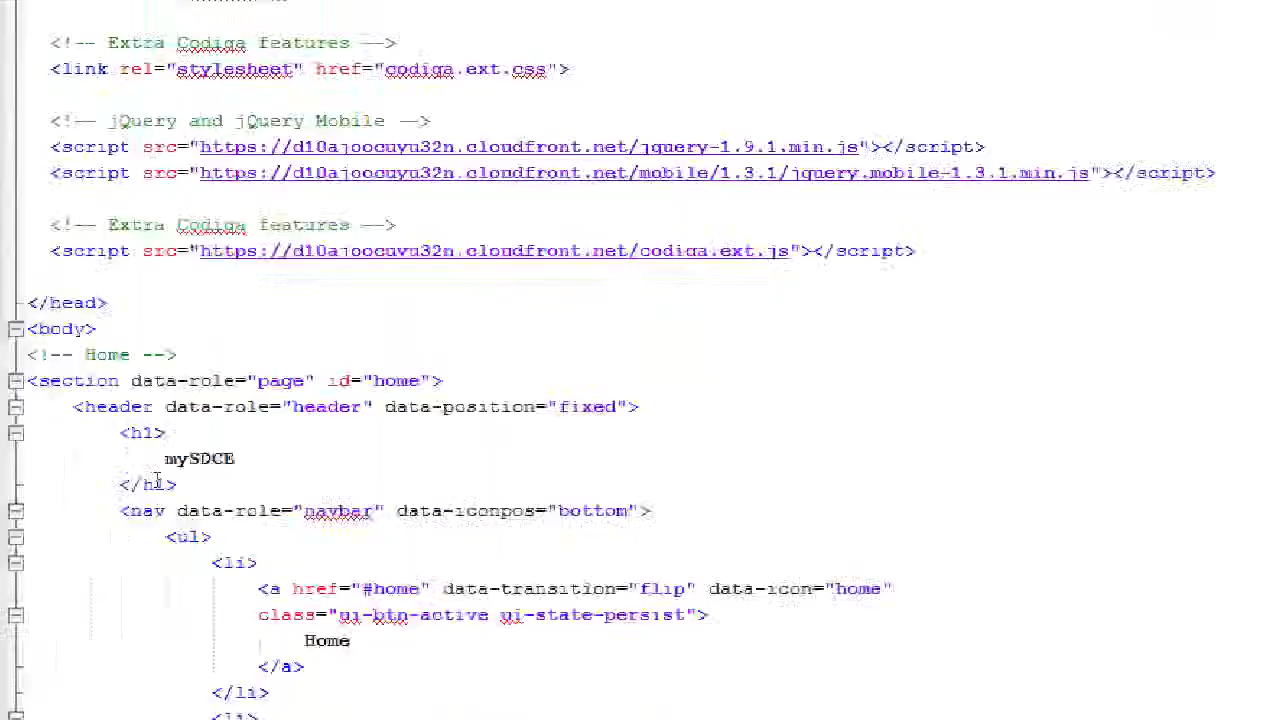 <!-- Extra Codiqa features -->
<link rel="stylesheet" href="codiqa.ext.css">
<!-- jQuery and jQuery Mobile -->
<script src="https://d10ajoocuyu32n.cloudfront.net/jquery-1.9.1.min.js"></script>
<script src="https://d10ajoocuyu32n.cloudfront.net/mobile/1.3.1/jquery.mobile-1.3.1.min.js"></script>
<!-- Extra Codiqa features -->
<script src="https://d10ajoocuyu32n.cloudfront.net/codiqa.ext.js"></script>
</head>
<body>
<!-- Home -->
<section data-role="page" id="home">
<header data-role="header" data-position="fixed">
<h1>
mySDCE
</h1>
<nav data-role="navbar" data-iconpos="bottom">
<ul>
<li>
<a href="#home" data-transition="flip" data-icon="home"
class="ui-btn-active ui-state-persist">
Home
</a>
</li>
<li>